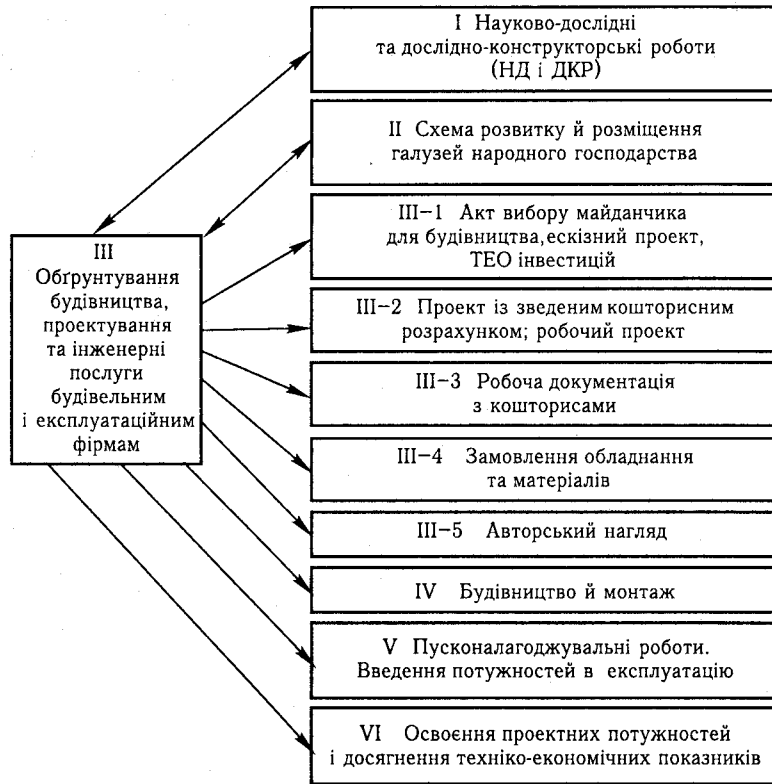 I Науково-дослідні
та дослідно-конструкторські роботи
(НД і ДКР)
II Схема розвитку й розміщення
галузей народного господарства
III
Обґрунтування
будівництва,
проектування
та інженерні
послуги
будівельним
і експлуатаційним
фірмам
III–1 Акт вибору майданчика
для будівництва, ескізний проект,
ТЕО інвестицій
III–2 Проект із зведеним кошторисним
розрахунком; робочий проект
III–3 Робоча документація
з кошторисами
III–4 Замовлення обладнання
та матеріалів
III–5 Авторський нагляд
IV Будівництво й монтаж
V Пусконалагоджувальні роботи.
Введення потужностей в експлуатацію
VI Освоєння проектних потужностей
і досягнення техніко-економічних показників